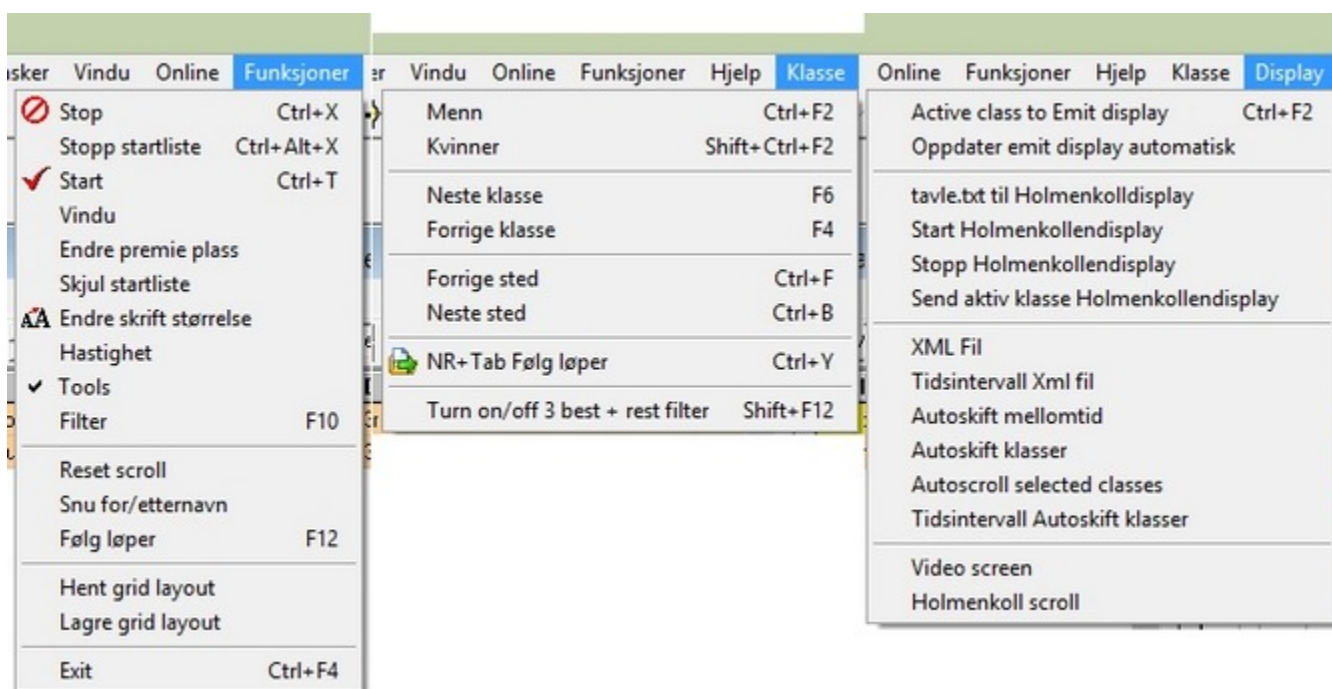 sker Vindu Online Funksjoner
Stop Ctrl+X
Stopp startliste Ctrl+Alt+X
Start Ctrl+T
Vindu
Endre premie plass
Skjul startliste
AA Endre skrift størrelse
Hastighet
Tools
Filter F10
Reset scroll
Snu for/etternavn
Følg løper F12
Hent grid layout
Lagre grid layout
Exit Ctrl+F4
er Vindu Online Funksjoner Hjelp Klasse
Menn Ctrl+F2
Kvinner Shift+Ctrl+F2
Neste klasse F6
Forrige klasse F4
Forrige sted Ctrl+F
Neste sted Ctrl+B
NR+Tab Følg løper Ctrl+Y
Turn on/off 3 best + rest filter Shift+F12
Online Funksjoner Hjelp Klasse Display
Active class to Emit display Ctrl+F2
Oppdater emit display automatisk
tavle.txt til Holmenkolldisplay
Start Holmenkollendisplay
Stopp Holmenkollendisplay
Send aktiv klasse Holmenkollendisplay
XML Fil
Tidsintervall Xml fil
Autoskift mellomtid
Autoskift klasser
Autoscroll selected classes
Tidsintervall Autoskift klasser
Video screen
Holmenkoll scroll